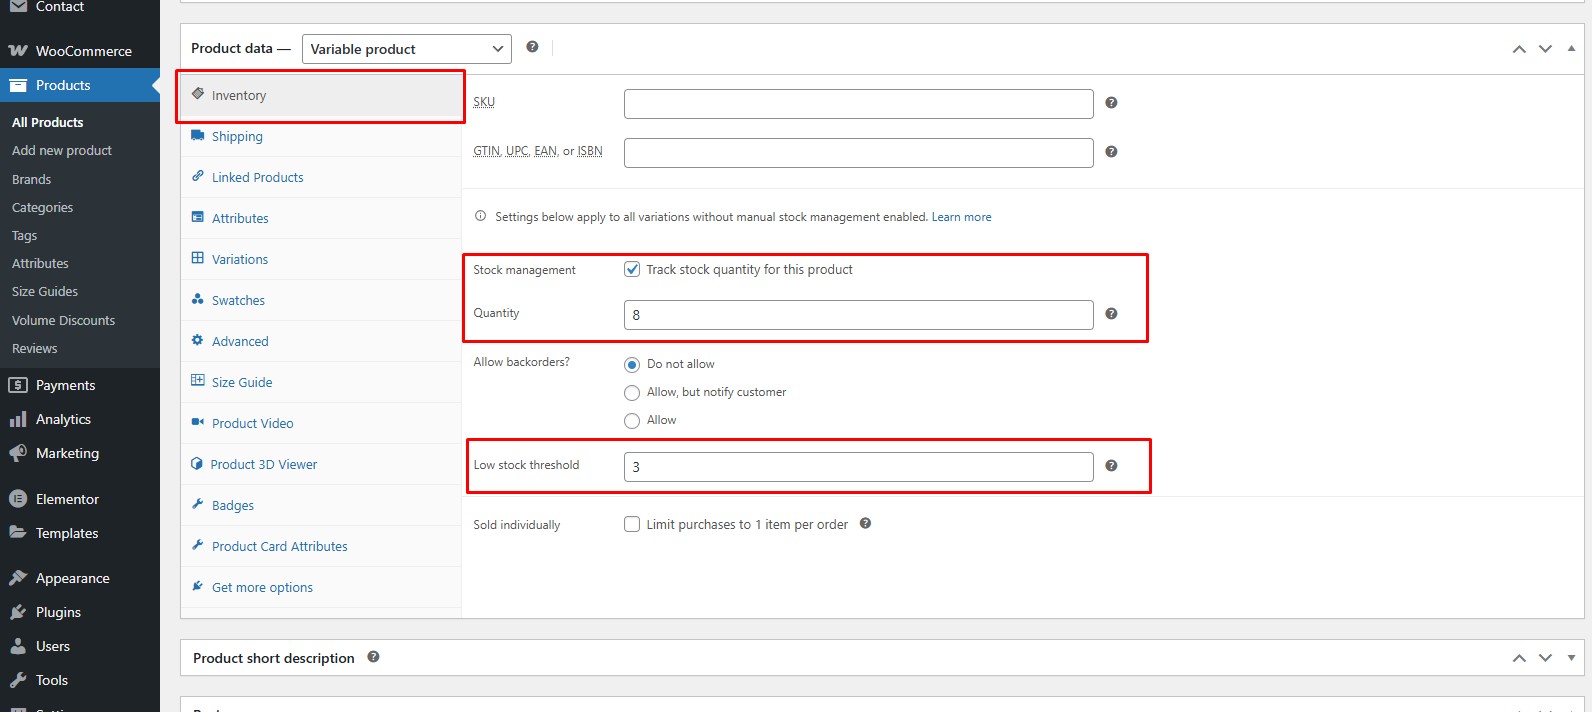 Contact
WooCommerce
Products
All Products
Add new product
Brands
Categories
Tags
Attributes
Size Guides
Volume Discounts
Reviews
Payments
Analytics
Marketing
Elementor
Templates
Appearance
Plugins
Users
Tools
Product data — Variable product
Inventory
Shipping
Linked Products
Attributes
Variations
Swatches
Advanced
Size Guide
Product Video
Product 3D Viewer
Badges
Product Card Attributes
Get more options
SKU
GTIN, UPC, EAN, or ISBN
Settings below apply to all variations without manual stock management enabled. Learn more
Stock management Track stock quantity for this product
Quantity 8
Allow backorders? Do not allow
Allow, but notify customer
Allow
Low stock threshold 3
Sold individually Limit purchases to 1 item per order
Product short description